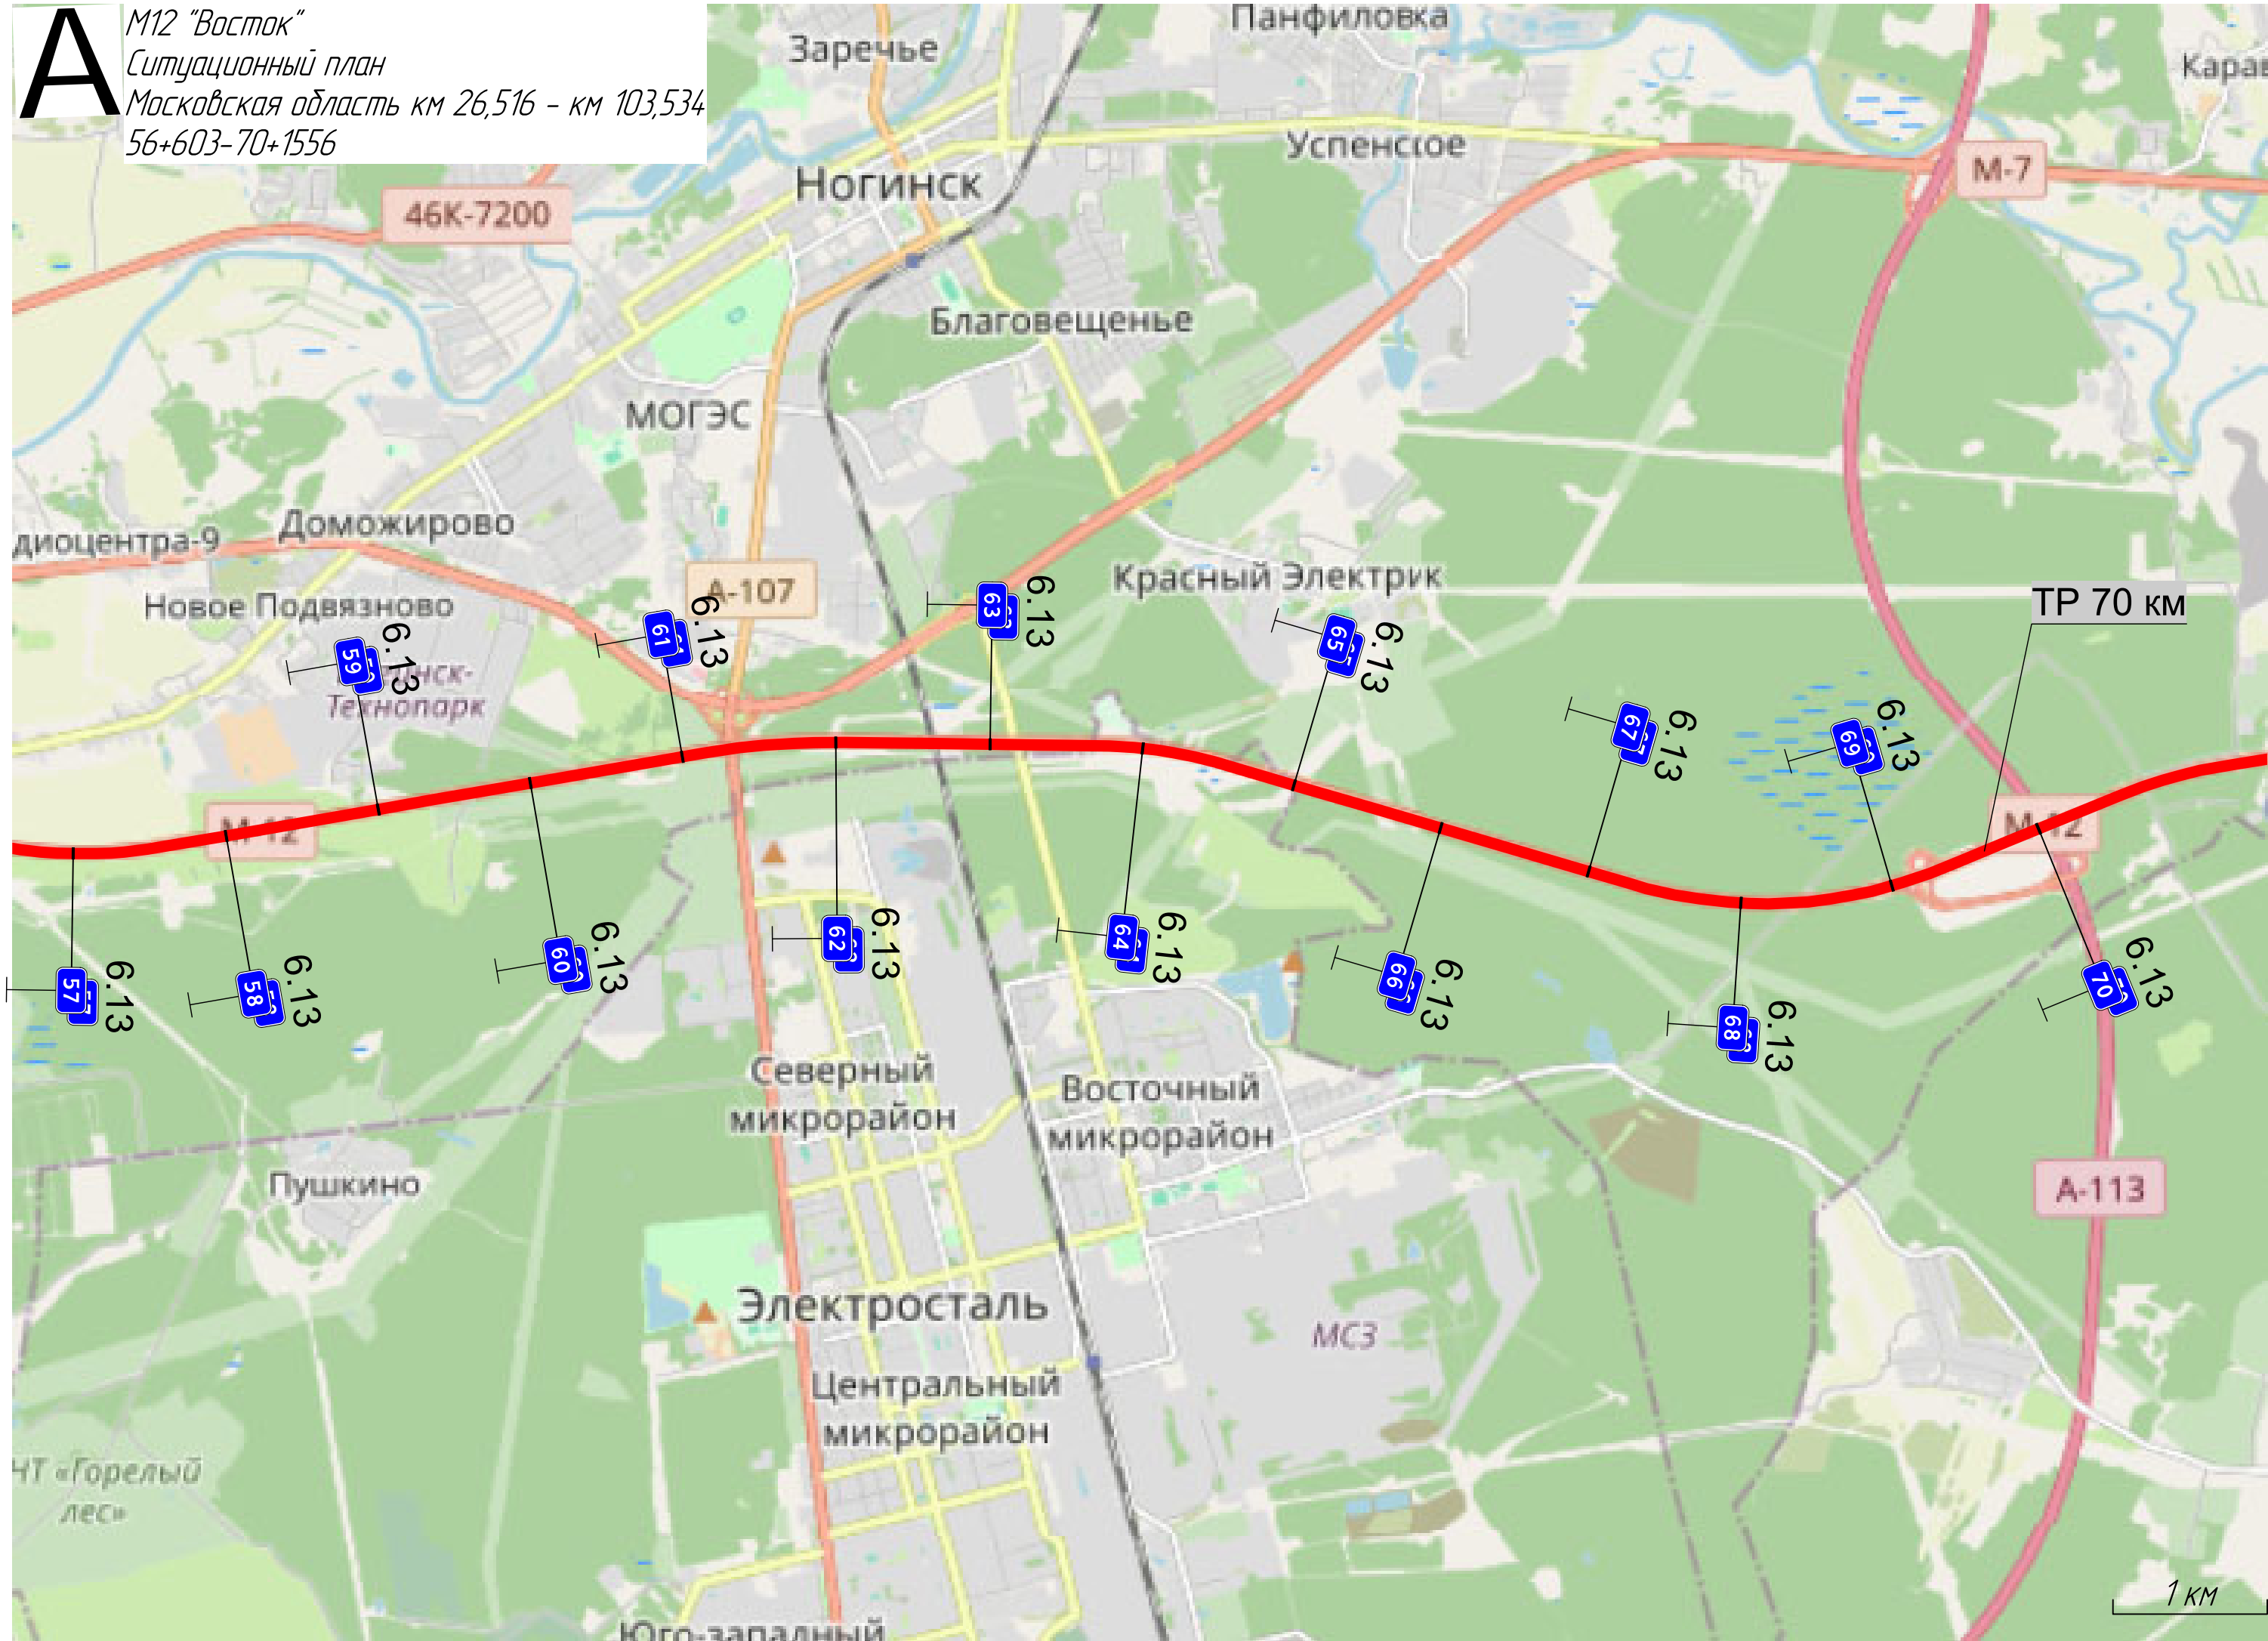 А
М12 "Восток"
Ситуационный план
Московская область км 26,516 - км 103,534
56+603-70+1556
Панфиловка
Заречье
Карав
Успенское
М-7
Ногинск
46К-7200
Благовещенье
МОГЭС
Доможирово
диоцентра-9
Красный Электрик
А-107
Новое Подвязново
ТР 70 км
63
6.13
61
6.13
65
6.13
59
6.13
Технопарк
67
6.13
69
6.13
М-12
М-12
62
6.13
64
6.13
60
6.13
66
6.13
57
6.13
58
6.13
70
6.13
68
6.13
Северный
микрорайон
Восточный
микрорайон
Пушкино
А-113
Электросталь
МСЗ
Центральный
микрорайон
НТ «Горелый
лес»
1 км
Юго-западный